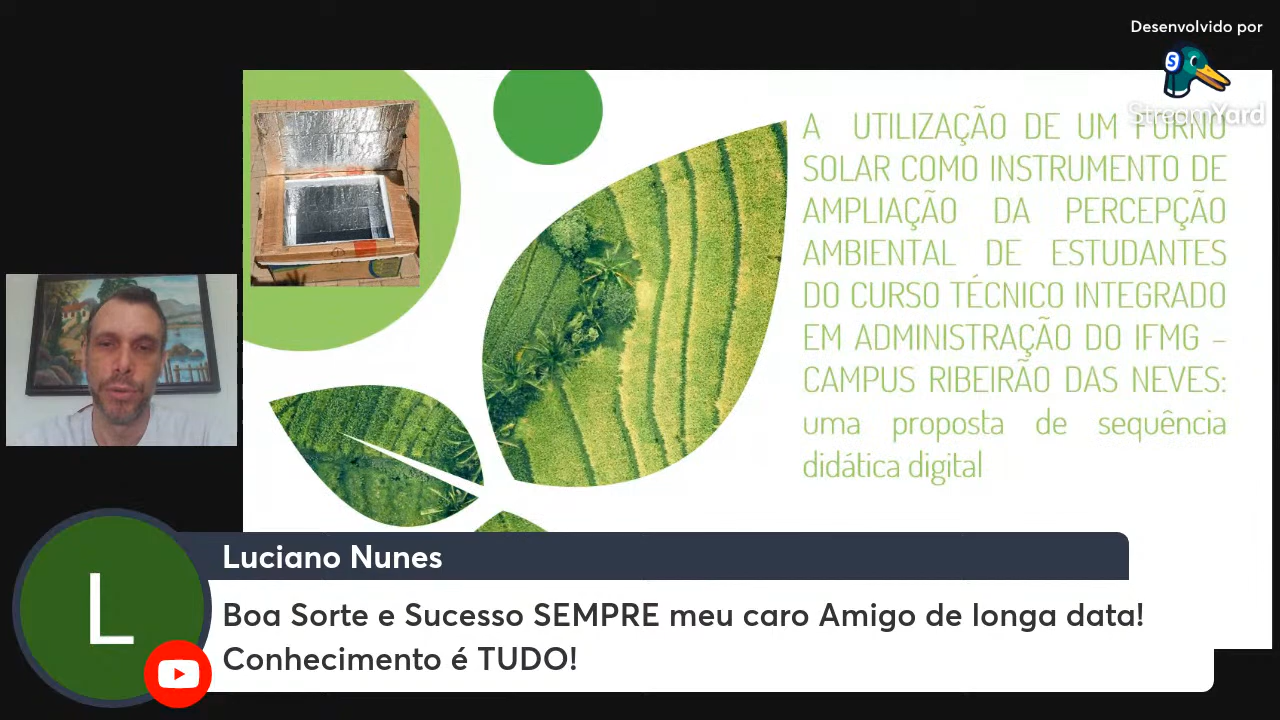 Desenvolvido por
StreamYard
A UTILIZAÇÃO DE UM FORNO
SOLAR COMO INSTRUMENTO DE
AMPLIAÇÃO DA PERCEPÇÃO
AMBIENTAL DE ESTUDANTES
DO CURSO TÉCNICO INTEGRADO
EM ADMINISTRAÇÃO DO IFMG –
CAMPUS RIBEIRÃO DAS NEVES:
uma proposta de sequência
didática digital
L
Luciano Nunes
Boa Sorte e Sucesso SEMPRE meu caro Amigo de longa data!
Conhecimento é TUDO!